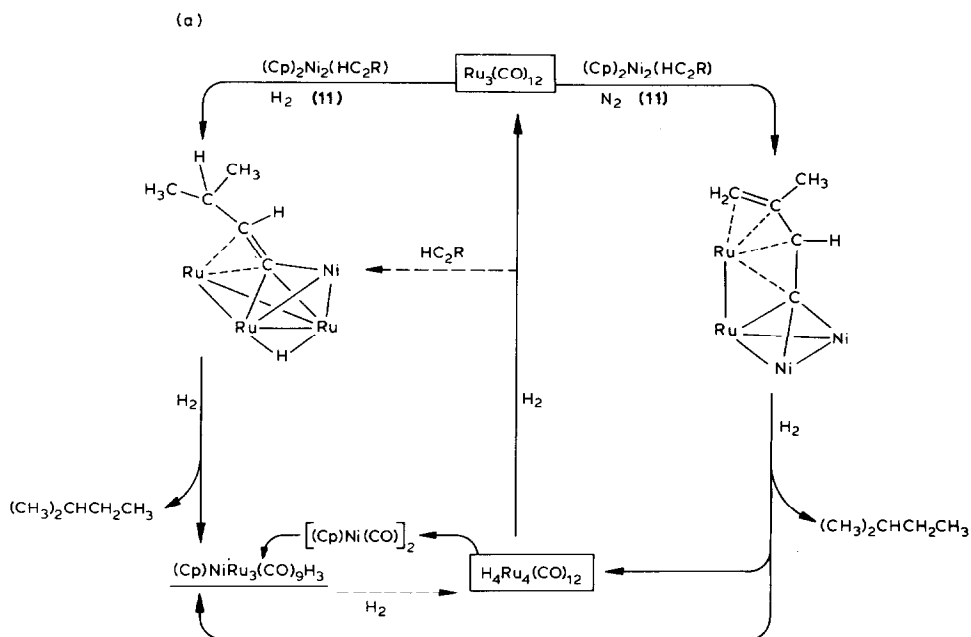 (a)
(Cp)2Ni2(HC2R)
H2 (11)
Ru3(CO)12
(Cp)2Ni2(HC2R)
N2 (11)
H
H3C
CH3
C
C
H
C
Ni
Ru
Ru
Ru
H
HC2R
H2C
C
CH3
C—H
Ru
C
Ru
Ni
Ni
H2
H2
H2
(CH3)2CHCH2CH3
(CH3)2CHCH2CH3
[(Cp)Ni(CO)]2
(Cp)NiRu3(CO)9H3
H4Ru4(CO)12
H2